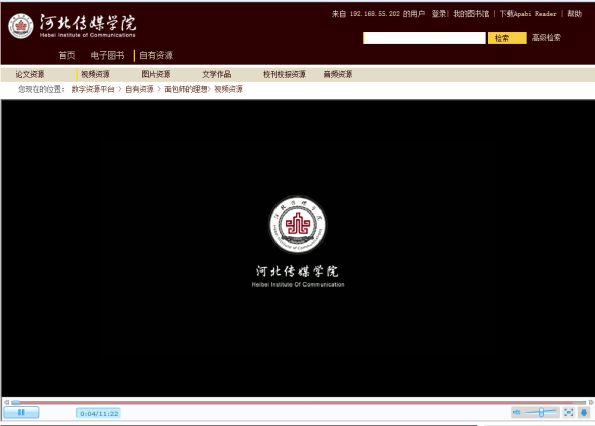 来自 192.168.55.202 的用户 登录| 我的图书馆 | 下载Apabi Reader | 帮助
河北传媒学院
Hebei Institute of Communications
检索 高级检索
首页 电子图书 自有资源
论文资源 视频资源 图片资源 文学作品 校刊校报资源 音频资源
您现在的位置: 数字资源平台 > 自有资源 > 面包师的理想> 视频资源
河北传媒学院
Hebei Institute Of Communication
0:04/11:22